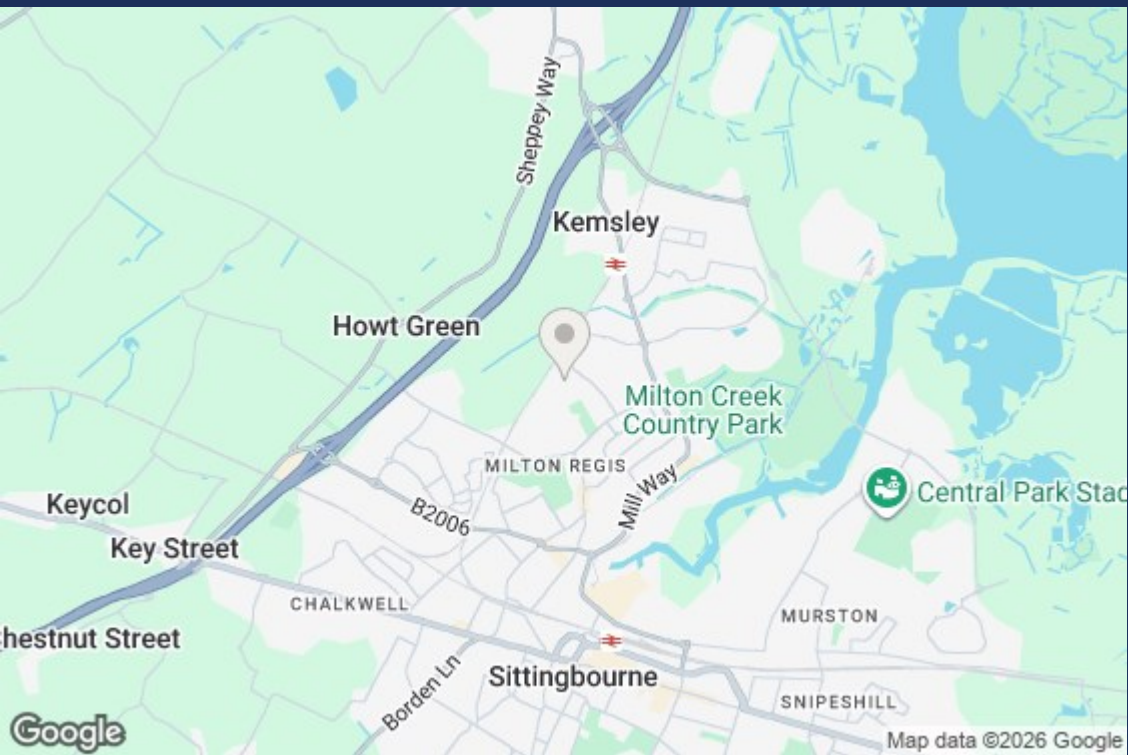 Sheppey Way
Kemsley
Howt Green
Milton Creek
Country Park
MILTON REGIS
Mill Way
Central Park Stad
Keycol
B2006
Key Street
CHALKWELL
MURSTON
hestnut Street
Sittingbourne
Borden Ln
SNIPESHILL
Google
Map data ©2026 Google